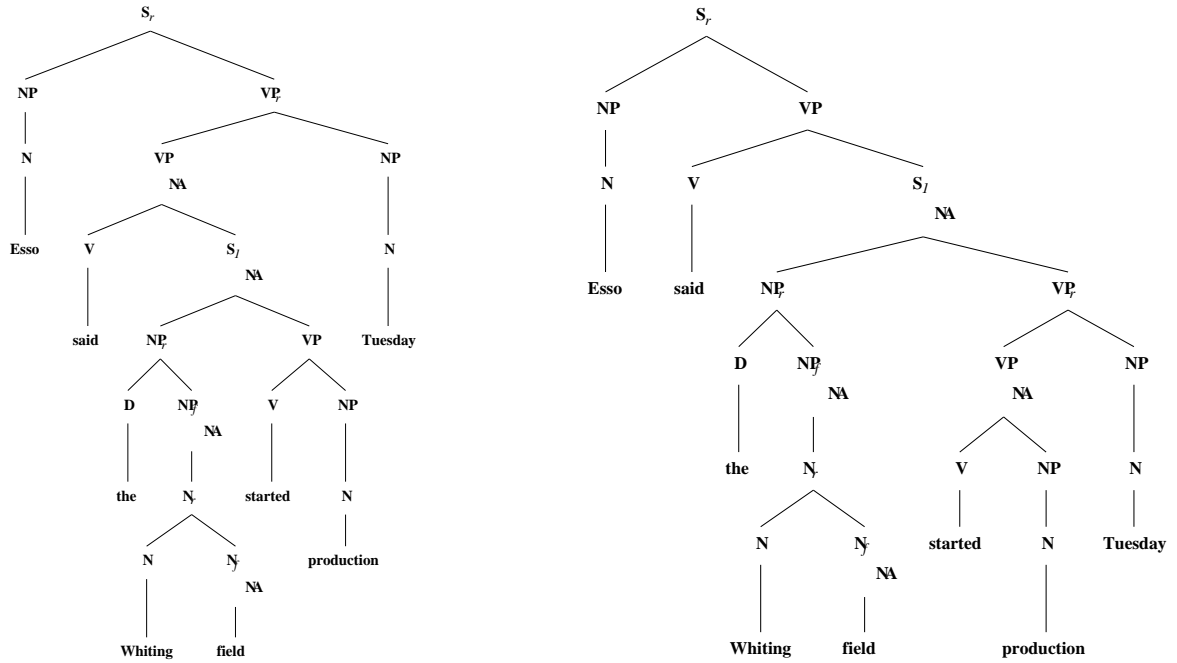 S_r
NP VP_r
N VP NP
NA
Esso V S_1 N
NA
said NP_r VP Tuesday
D NP_f V NP
NA
the N_r started N
N N_f production
NA
Whiting field
S_r
NP VP
N V S_1
NA
Esso said NP_r VP_r
D NP_f VP NP
NA NA
the N_r V NP N
N N_f started N Tuesday
NA
Whiting field production